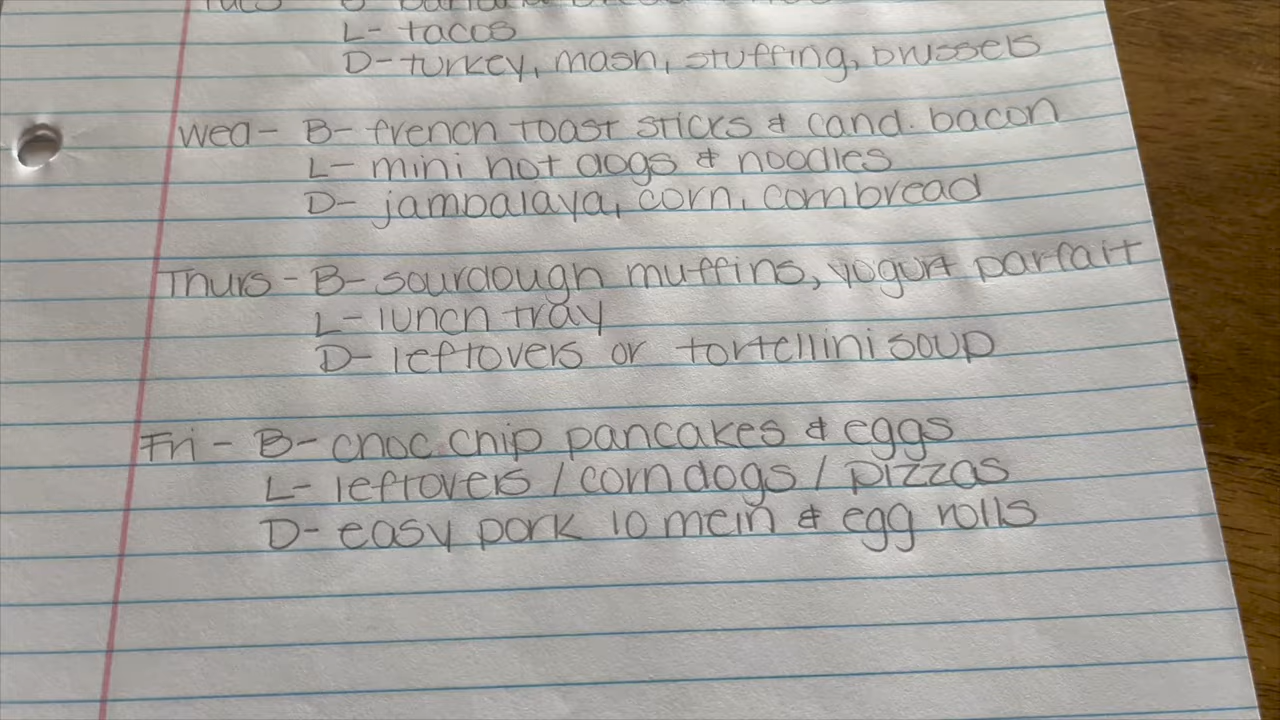 L- tacos
D- turkey, mash, stuffing, brussels
Wed - B- french toast sticks & cand. bacon
L- mini hot dogs & noodles
D- jambalaya, corn, cornbread
Thurs - B- sourdough muffins, yogurt parfait
L- lunch tray
D- leftovers or tortellini soup
Fri - B- choc chip pancakes & eggs
L- leftovers / corndogs / pizzas
D- easy pork lo mein & egg rolls